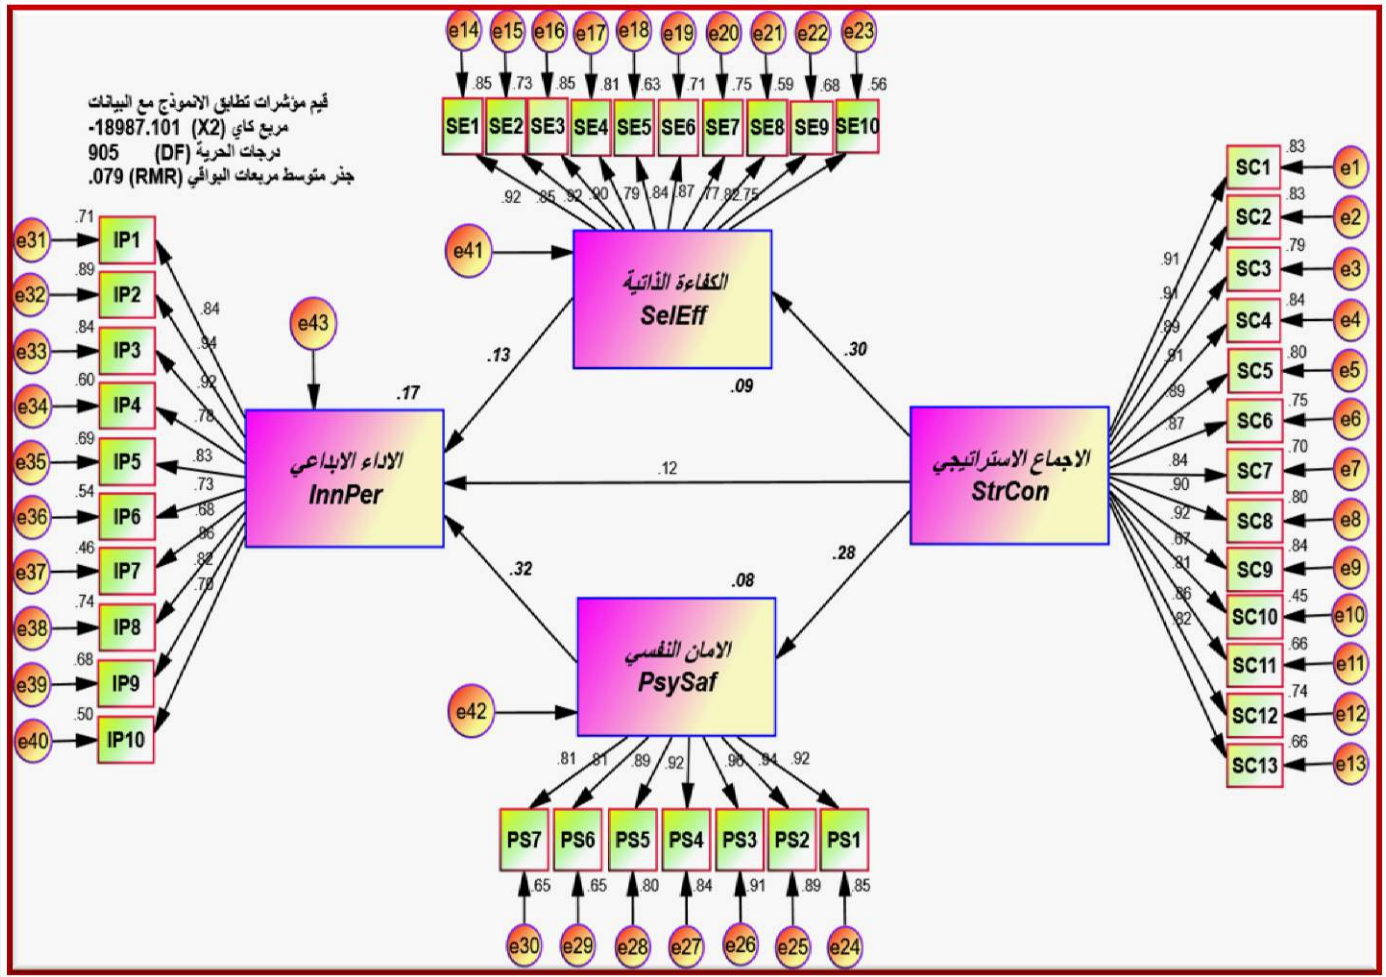 e14 e15 e16 e17 e18 e19 e20 e21 e22 e23
.85 .73 .85 .81 .63 .71 .75 .59 .68 .56
SE1 SE2 SE3 SE4 SE5 SE6 SE7 SE8 SE9 SE10
.92 .85 .92 .90 .79 .84 .87 .77 .82 .75
قيم مؤشرات تطابق الانموذج مع البيانات
مربع كاي (X2) 18987.101-
درجات الحرية (DF) 905
جذر متوسط مربعات البواقي (RMR) .079
e41
الكفاءة الذاتية
SelEff
.09
.13
.30
e43
.17
الاداء الابداعي
InnPer
.12
الاجماع الاستراتيجي
StrCon
.32
.28
.08
الامان النفسي
PsySaf
e42
e31 .71 IP1 .84
e32 .89 IP2 .94
e33 .84 IP3 .92
e34 .60 IP4 .78
e35 .69 IP5 .83
e36 .54 IP6 .73
e37 .46 IP7 .68
e38 .74 IP8 .86
e39 .68 IP9 .82
e40 .50 IP10 .70
.91 SC1 .83 e1
.91 SC2 .83 e2
.89 SC3 .79 e3
.91 SC4 .84 e4
.89 SC5 .80 e5
.87 SC6 .75 e6
.84 SC7 .70 e7
.90 SC8 .80 e8
.92 SC9 .84 e9
.67 SC10 .45 e10
.81 SC11 .66 e11
.86 SC12 .74 e12
.82 SC13 .66 e13
.81 .81 .89 .92 .96 .94 .92
PS7 PS6 PS5 PS4 PS3 PS2 PS1
.65 .65 .80 .84 .91 .89 .85
e30 e29 e28 e27 e26 e25 e24